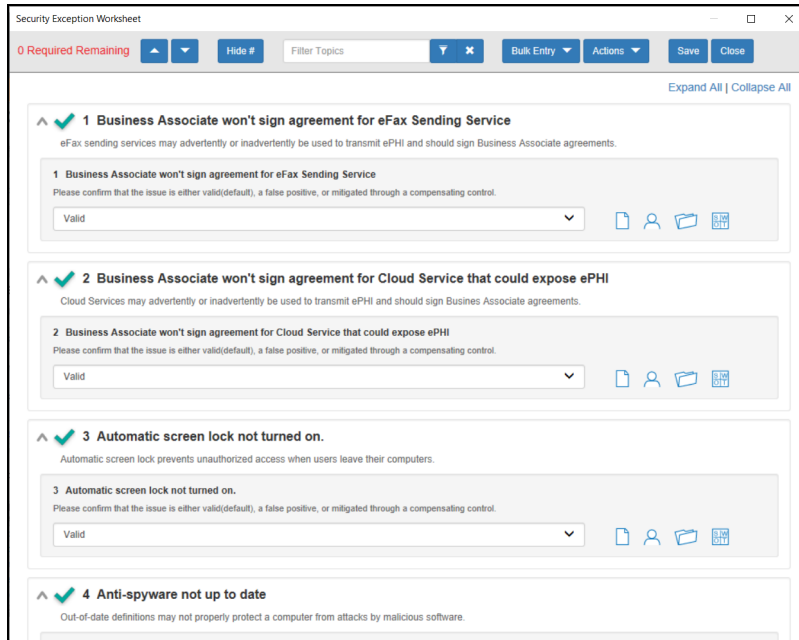 Security Exception Worksheet
0 Required Remaining Hide # Filter Topics Bulk Entry Actions Save Close
Expand All | Collapse All
1 Business Associate won't sign agreement for eFax Sending Service
eFax sending services may advertently or inadvertently be used to transmit ePHI and should sign Business Associate agreements.
1 Business Associate won't sign agreement for eFax Sending Service
Please confirm that the issue is either valid(default), a false positive, or mitigated through a compensating control.
Valid
S W
O T
2 Business Associate won't sign agreement for Cloud Service that could expose ePHI
Cloud Services may advertently or inadvertently be used to transmit ePHI and should sign Busines Associate agreements.
2 Business Associate won't sign agreement for Cloud Service that could expose ePHI
Please confirm that the issue is either valid(default), a false positive, or mitigated through a compensating control.
Valid
S W
O T
3 Automatic screen lock not turned on.
Automatic screen lock prevents unauthorized access when users leave their computers.
3 Automatic screen lock not turned on.
Please confirm that the issue is either valid(default), a false positive, or mitigated through a compensating control.
Valid
S W
O T
4 Anti-spyware not up to date
Out-of-date definitions may not properly protect a computer from attacks by malicious software.